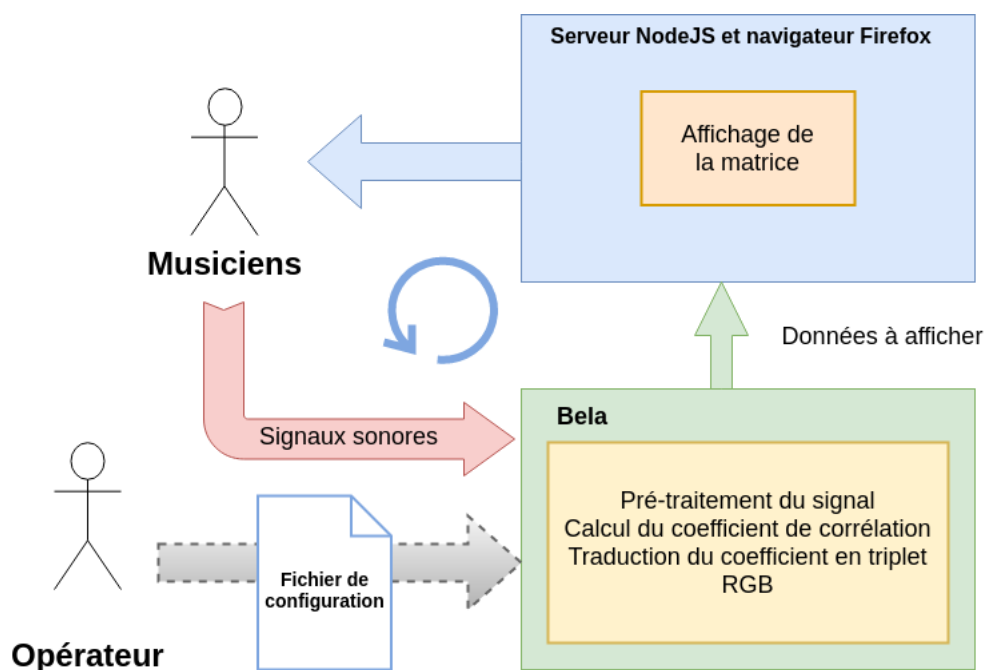 Serveur NodeJS et navigateur Firefox
Affichage de
la matrice
Musiciens
Données à afficher
Signaux sonores
Bela
Pré-traitement du signal
Calcul du coefficient de corrélation
Traduction du coefficient en triplet
RGB
Fichier de
configuration
Opérateur